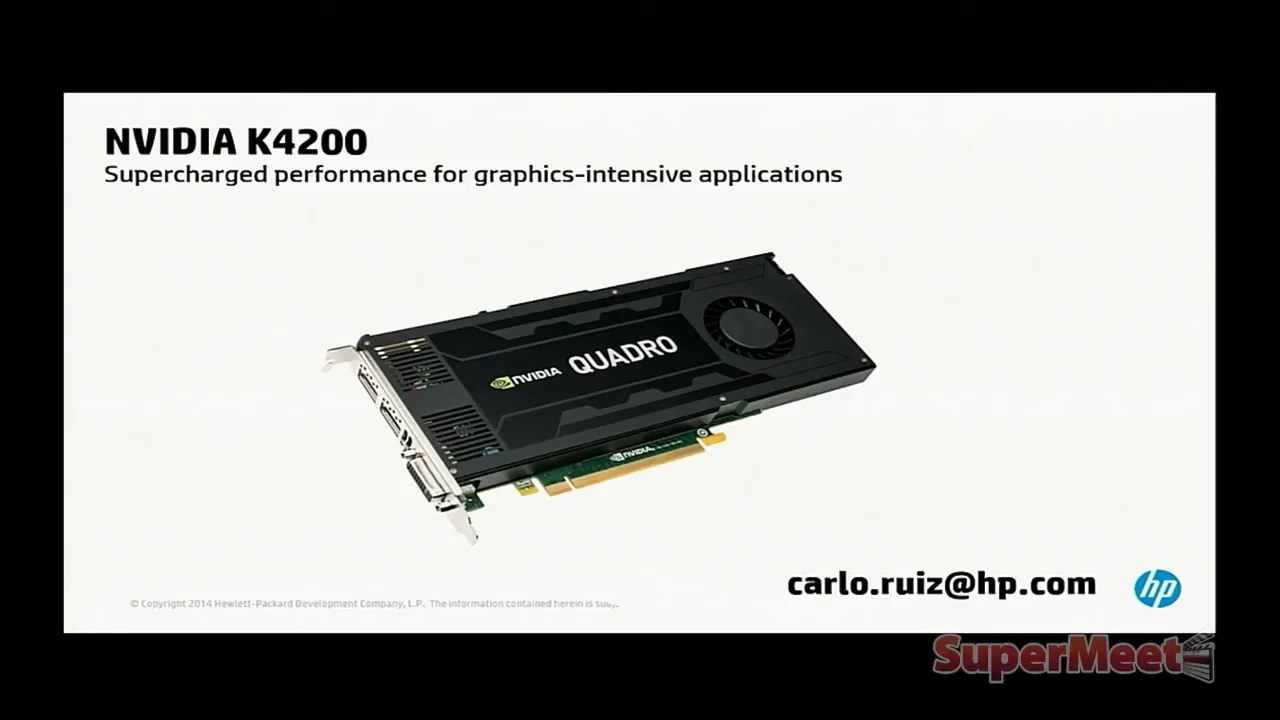 NVIDIA K4200
Supercharged performance for graphics-intensive applications
NVIDIA QUADRO
NVIDIA.
carlo.ruiz@hp.com
hp
© Copyright 2014 Hewlett-Packard Development Company, L.P. The information contained herein is
SuperMeet